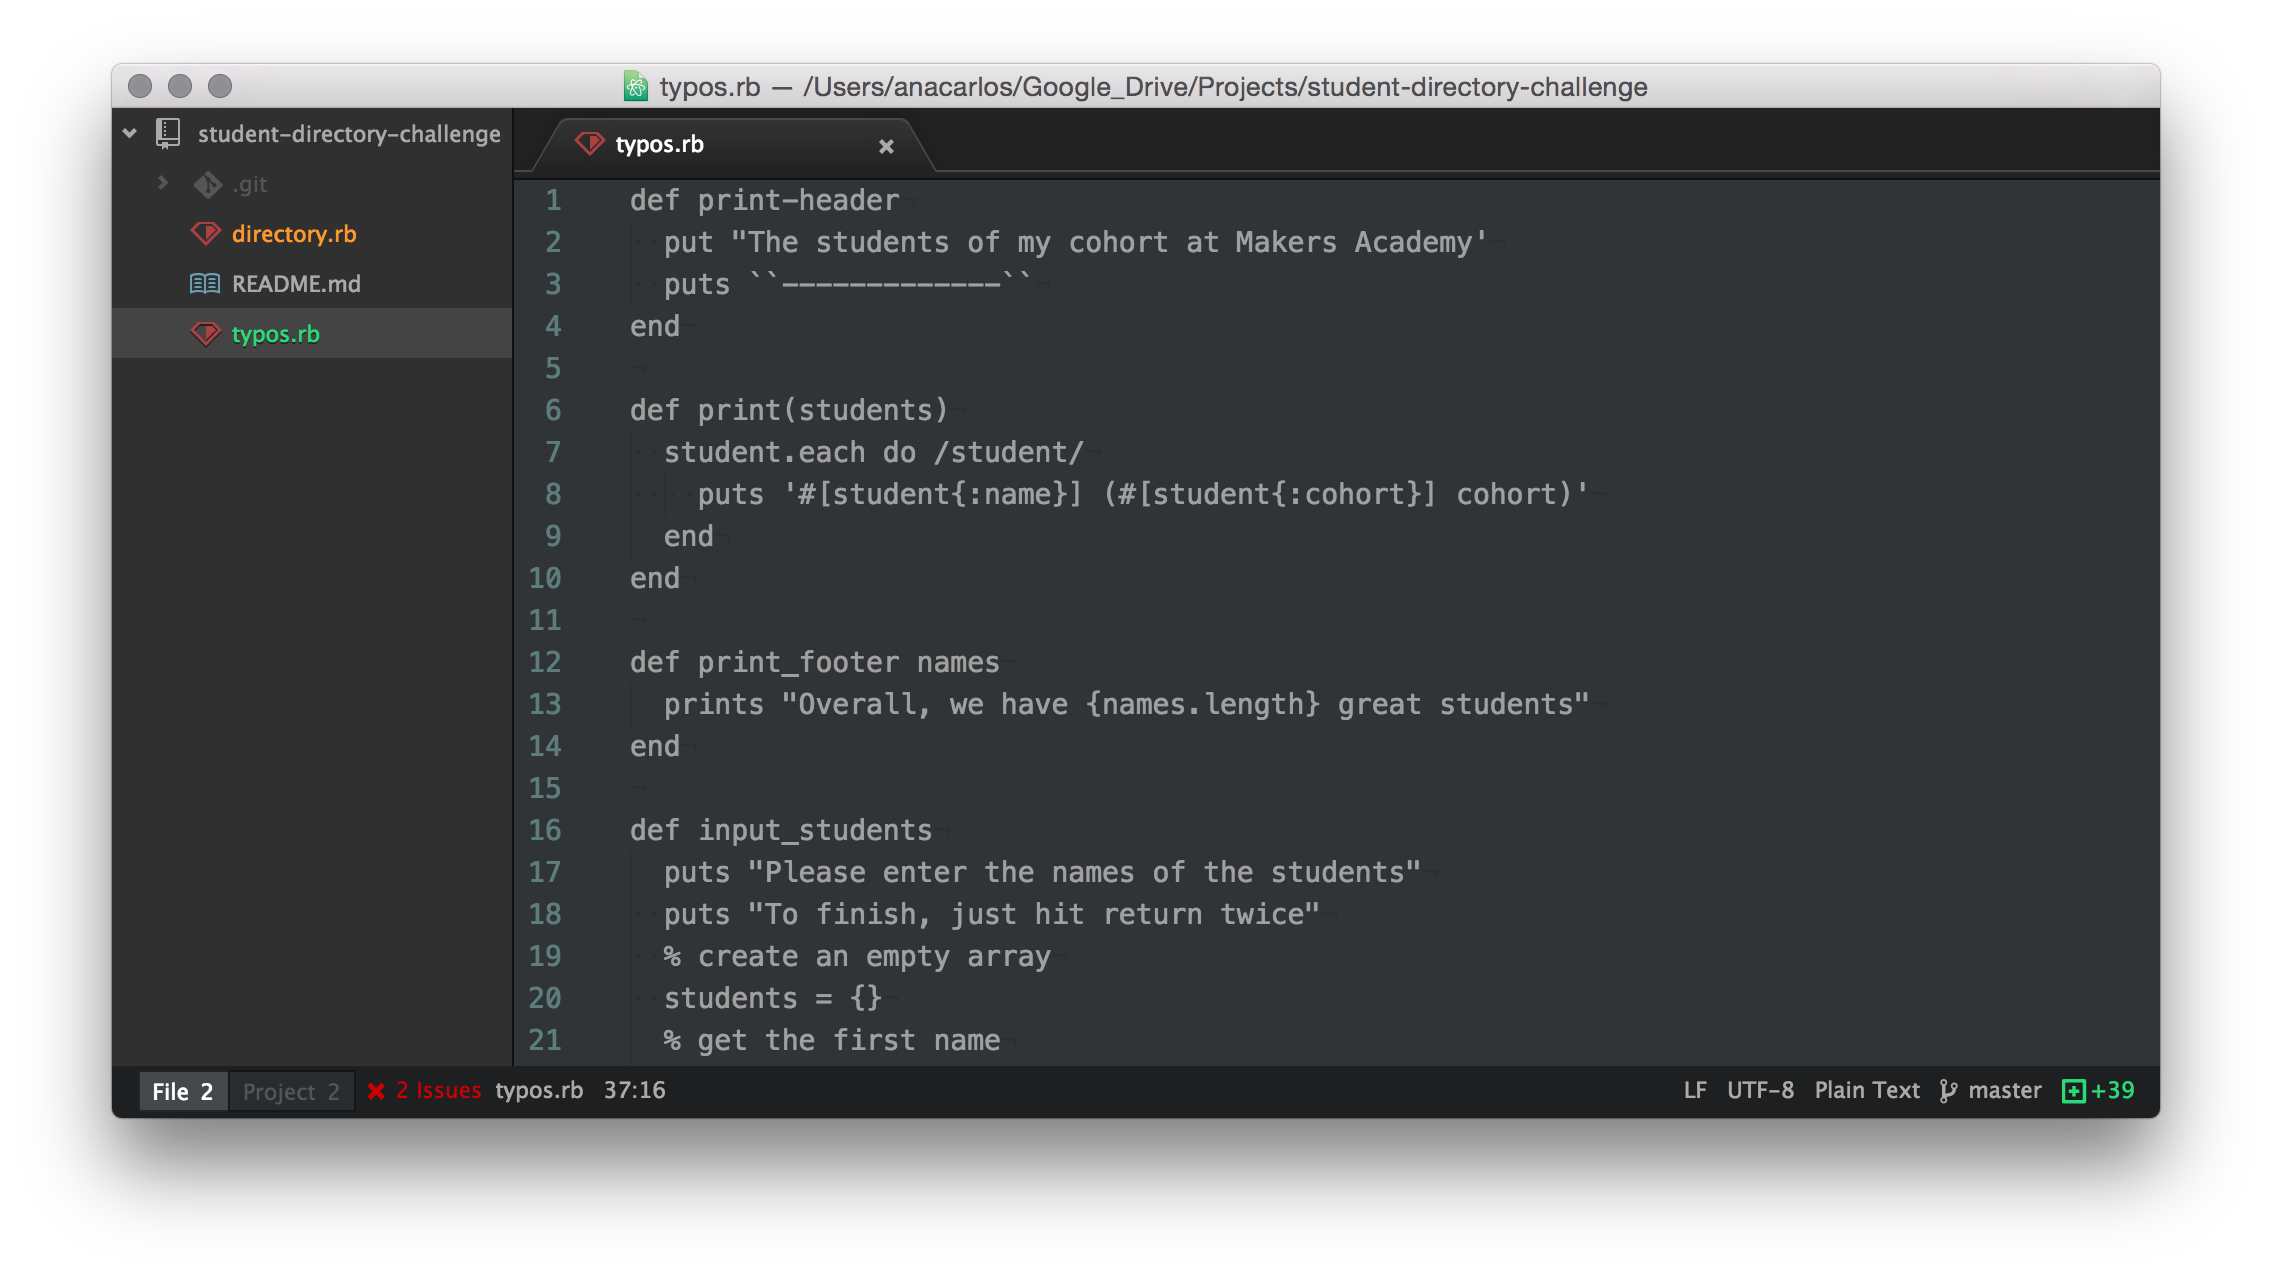 typos.rb — /Users/anacarlos/Google_Drive/Projects/student-directory-challenge
student-directory-challenge
.git
directory.rb
README.md
typos.rb
typos.rb
1 def print-header
2 put "The students of my cohort at Makers Academy'
3 puts ``-------------``
4 end
5
6 def print(students)
7 student.each do /student/
8 puts '#[student{:name}] (#[student{:cohort}] cohort)'
9 end
10 end
11
12 def print_footer names
13 prints "Overall, we have {names.length} great students"
14 end
15
16 def input_students
17 puts "Please enter the names of the students"
18 puts "To finish, just hit return twice"
19 % create an empty array
20 students = {}
21 % get the first name
File 2 Project 2 2 Issues typos.rb 37:16 LF UTF-8 Plain Text master +39